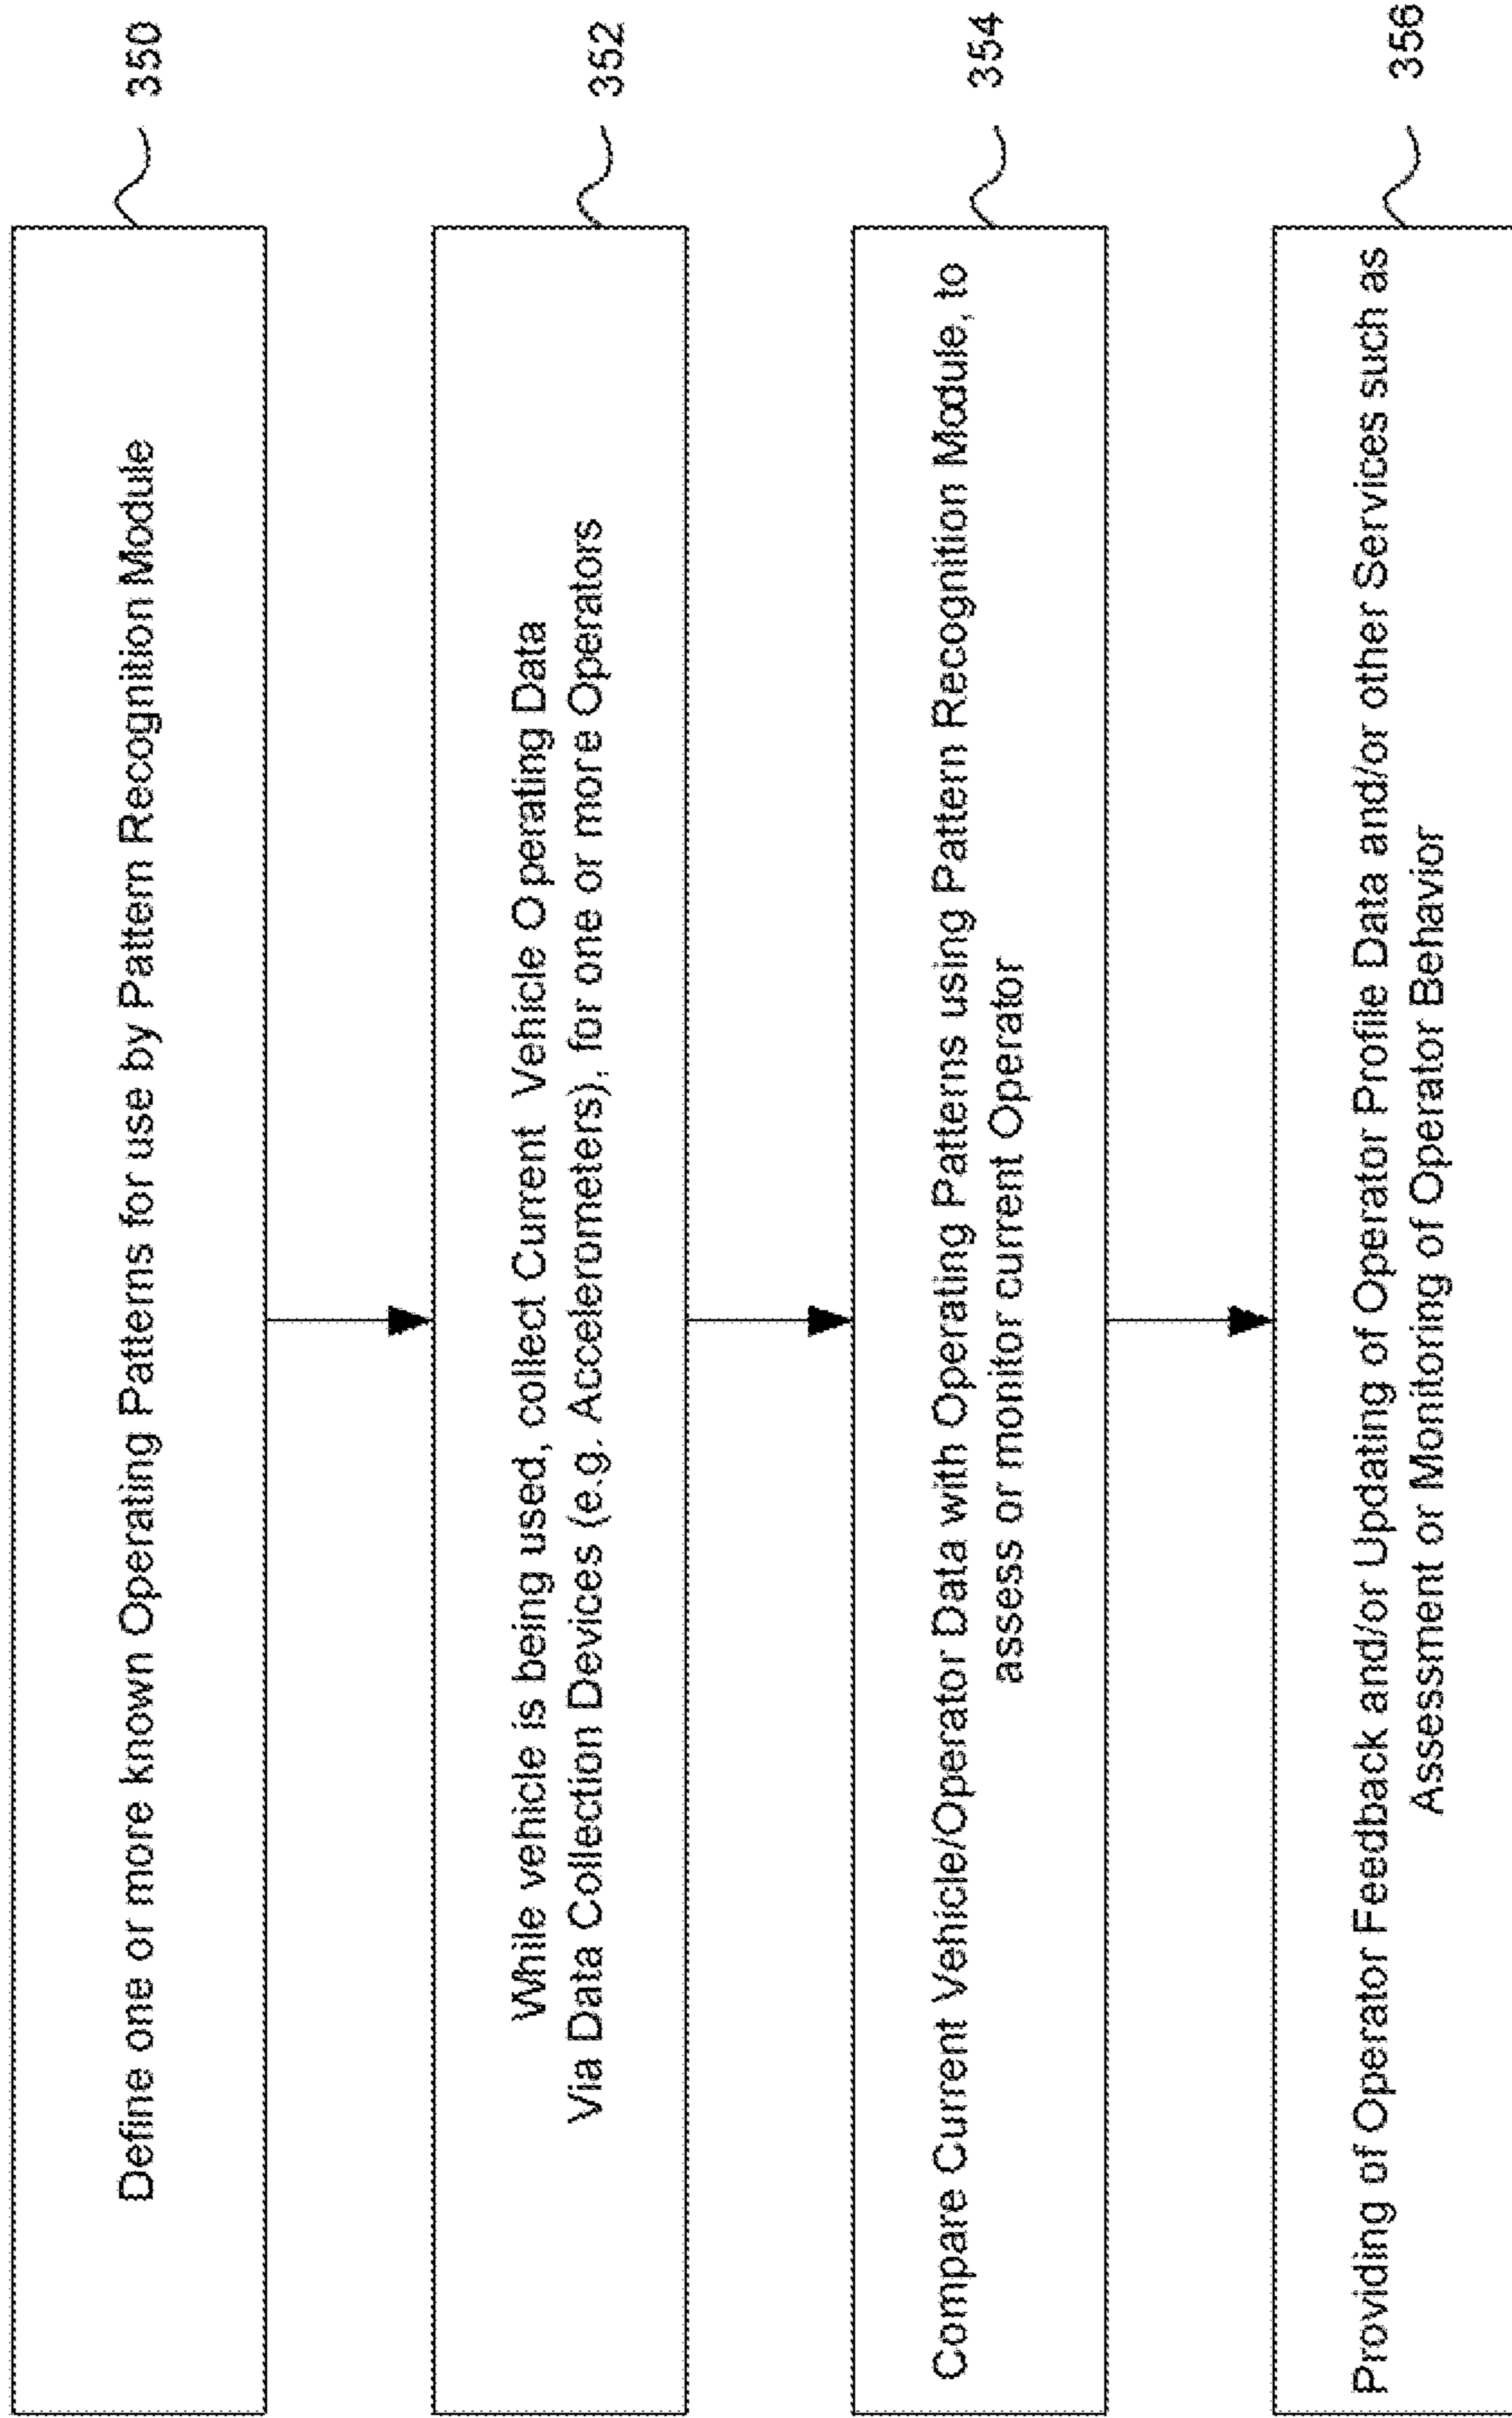 Define one or more known Operating Patterns for use by Pattern Recognition Module
350
While vehicle is being used, collect Current Vehicle Operating Data
Via Data Collection Devices (e.g. Accelerometers), for one or more Operators
352
Compare Current Vehicle/Operator Data with Operating Patterns using Pattern Recognition Module, to
assess or monitor current Operator
354
Providing of Operator Feedback and/or Updating of Operator Profile Data and/or other Services such as
Assessment or Monitoring of Operator Behavior
356